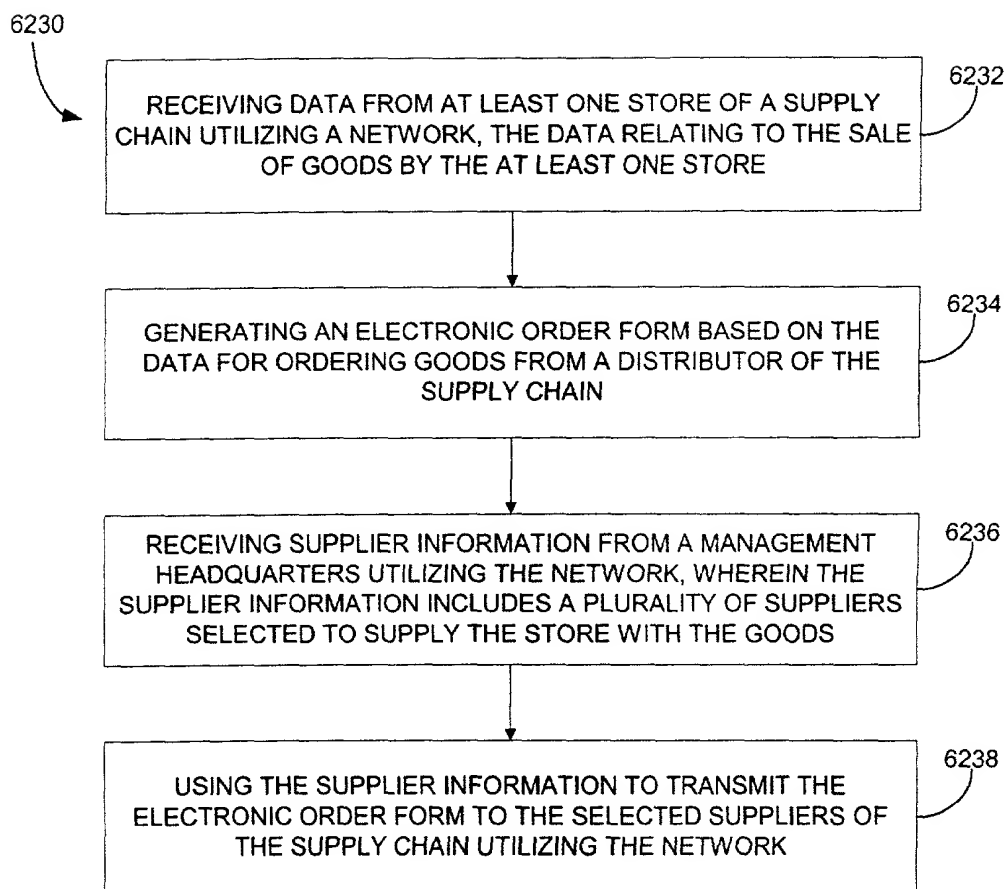 6230
6232
RECEIVING DATA FROM AT LEAST ONE STORE OF A SUPPLY
CHAIN UTILIZING A NETWORK, THE DATA RELATING TO THE SALE
OF GOODS BY THE AT LEAST ONE STORE
6234
GENERATING AN ELECTRONIC ORDER FORM BASED ON THE
DATA FOR ORDERING GOODS FROM A DISTRIBUTOR OF THE
SUPPLY CHAIN
6236
RECEIVING SUPPLIER INFORMATION FROM A MANAGEMENT
HEADQUARTERS UTILIZING THE NETWORK, WHEREIN THE
SUPPLIER INFORMATION INCLUDES A PLURALITY OF SUPPLIERS
SELECTED TO SUPPLY THE STORE WITH THE GOODS
6238
USING THE SUPPLIER INFORMATION TO TRANSMIT THE
ELECTRONIC ORDER FORM TO THE SELECTED SUPPLIERS OF
THE SUPPLY CHAIN UTILIZING THE NETWORK